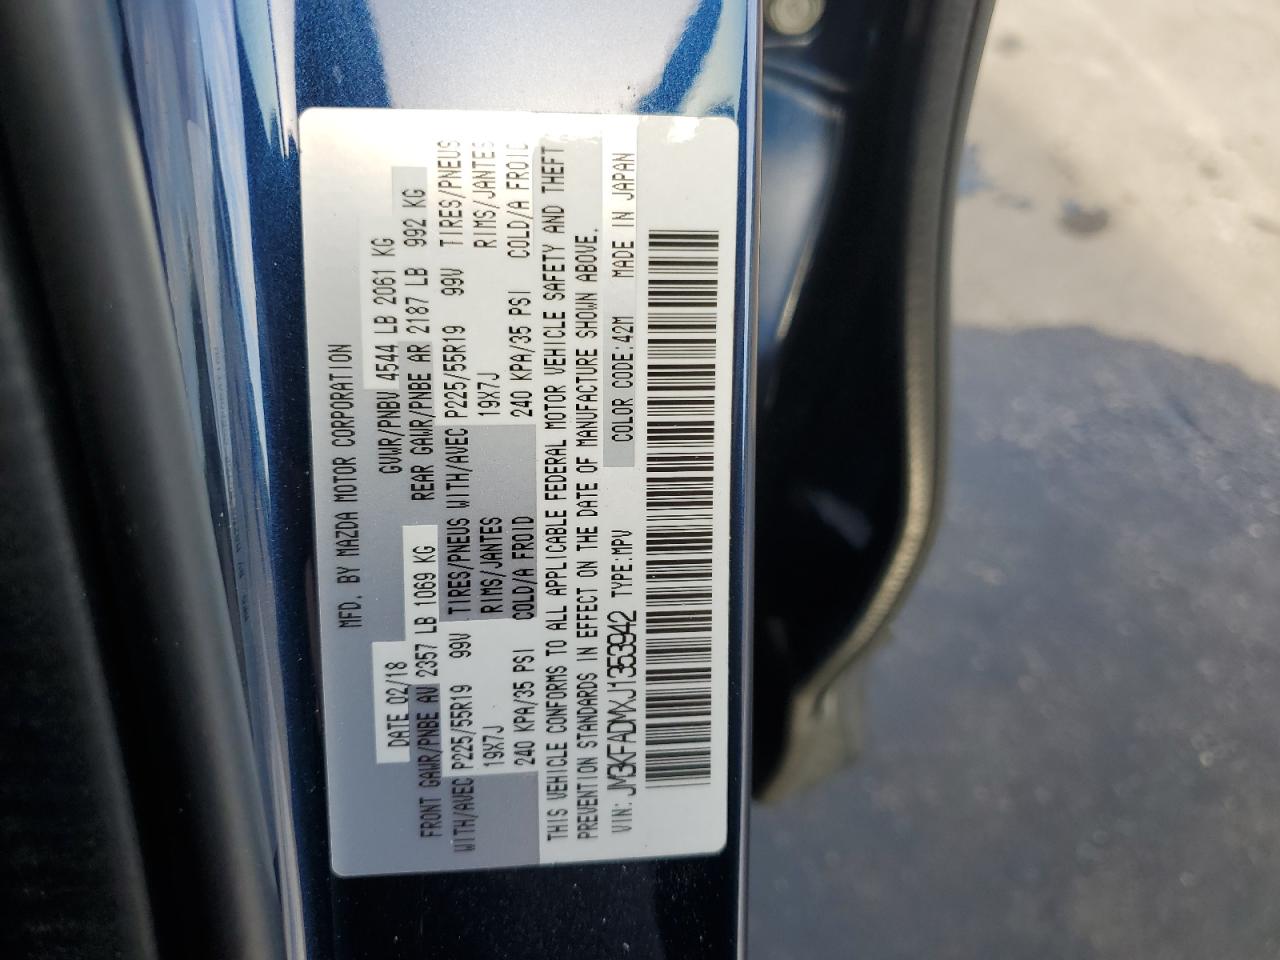 MFD. BY MAZDA MOTOR CORPORATION
DATE 02/18 GVWR/PNBV 4544 LB 2061 KG
FRONT GAWR/PNBE AV 2357 LB 1069 KG REAR GAWR/PNBE AR 2187 LB 992 KG
WITH/AVEC P225/55R19 99V TIRES/PNEUS WITH/AVEC P225/55R19 99V TIRES/PNEUS
19X7J RIMS/JANTES 19X7J RIMS/JANTES
240 KPA/35 PSI COLD/A FROID 240 KPA/35 PSI COLD/A FROID
THIS VEHICLE CONFORMS TO ALL APPLICABLE FEDERAL MOTOR VEHICLE SAFETY AND THEFT
PREVENTION STANDARDS IN EFFECT ON THE DATE OF MANUFACTURE SHOWN ABOVE.
VIN: JM3KFADMXJ1353942 TYPE:MPV COLOR CODE:42M MADE IN JAPAN